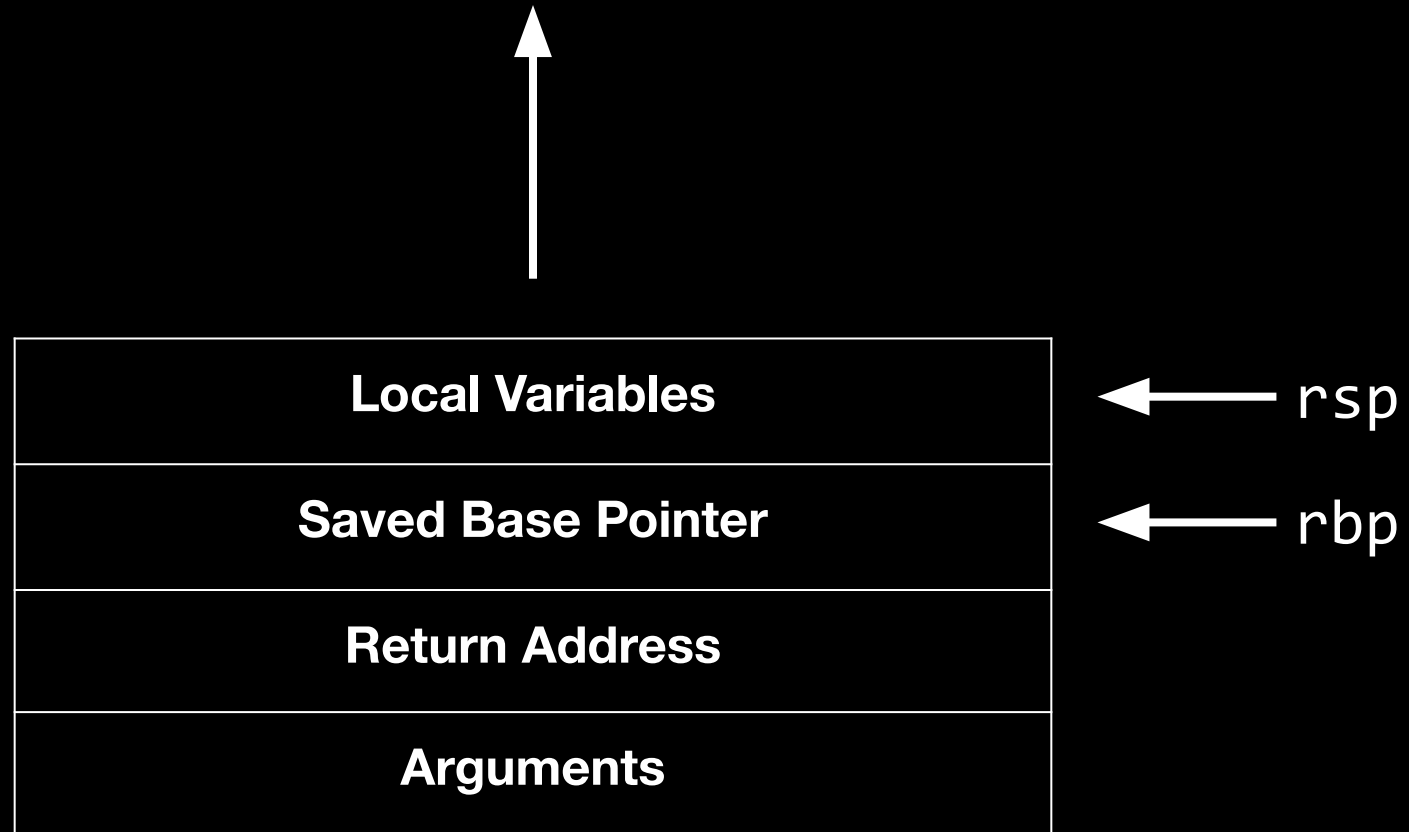 Local Variables
rsp
Saved Base Pointer
rbp
Return Address
Arguments